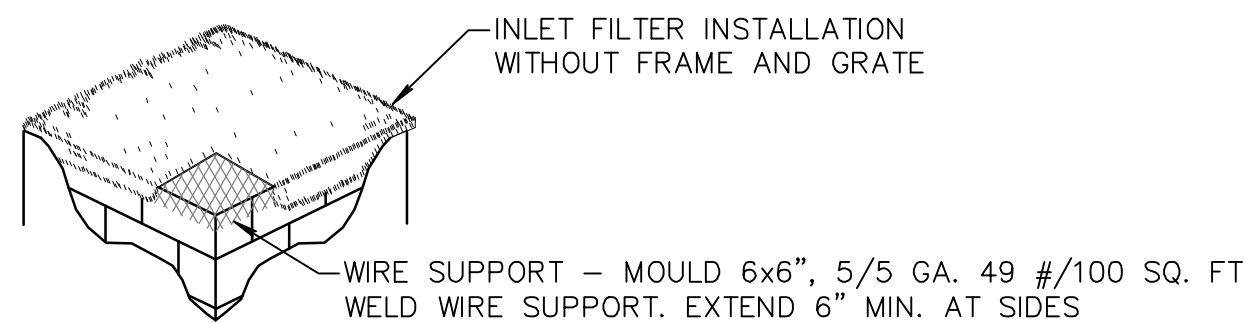 INLET FILTER INSTALLATION
WITHOUT FRAME AND GRATE
WIRE SUPPORT – MOULD 6x6”, 5/5 GA. 49 #/100 SQ. FT
WELD WIRE SUPPORT. EXTEND 6” MIN. AT SIDES